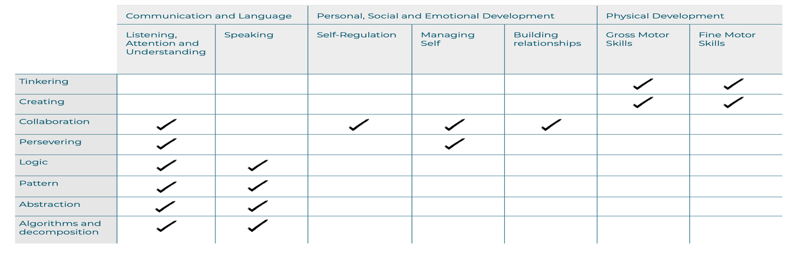 Communication and Language
Personal, Social and Emotional Development
Physical Development
Listening,
Attention and
Understanding
Speaking
Self-Regulation
Managing
Self
Building
relationships
Gross Motor
Skills
Fine Motor
Skills
Tinkering
Creating
Collaboration
Persevering
Logic
Pattern
Abstraction
Algorithms and
decomposition